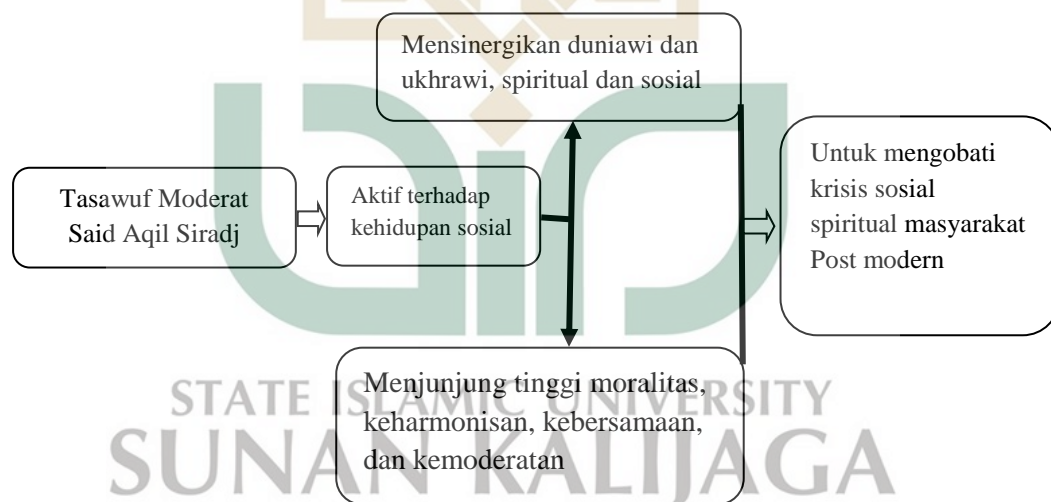 Mensinergikan duniawi dan
ukhrawi, spiritual dan sosial
Tasawuf Moderat
Said Aqil Siradj
Aktif terhadap
kehidupan sosial
Untuk mengobati
krisis sosial
spiritual masyarakat
Post modern
Menjunjung tinggi moralitas,
keharmonisan, kebersamaan,
dan kemoderatan
STATE ISLAMIC UNIVERSITY
SUNAN KALIJAGA